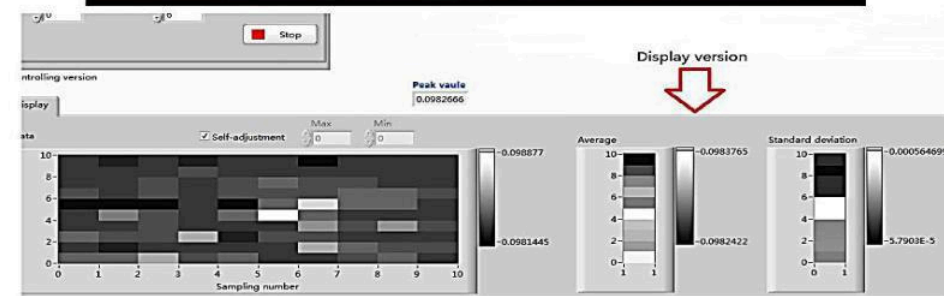 Stop
ntrolling version
Display version
Peak vaule
0.0982666
isplay
ata
Self-adjustment
Max
Min
0
0
Average
Standard deviation
10-
8-
6-
4-
2-
0-
0 1 2 3 4 5 6 7 8 9 10
Sampling number
-0.098877
-0.0981445
10-
8-
6-
4-
2-
0-
1 1
-0.0983765
-0.0982422
10-
8-
6-
4-
2-
0-
0 1
-0.00056469
-5.7903E-5